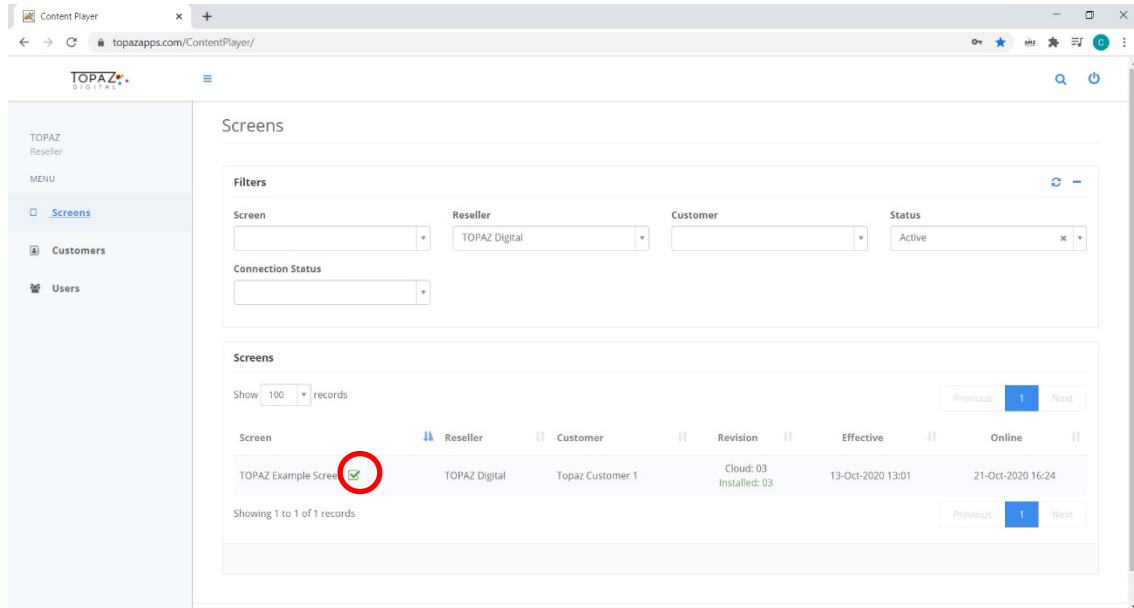 Content Player
topazapps.com/ContentPlayer/
C
TOPAZ
DIGITAL
TOPAZ
Reseller
MENU
Screens
Customers
Users
Screens
Filters
Screen Reseller Customer Status
TOPAZ Digital Active
Connection Status
Screens
Show 100 records
Previous 1 Next
Screen Reseller Customer Revision Effective Online
TOPAZ Example Scree TOPAZ Digital Topaz Customer 1 Cloud: 03 13-Oct-2020 13:01 21-Oct-2020 16:24
Installed: 03
Showing 1 to 1 of 1 records
Previous 1 Next